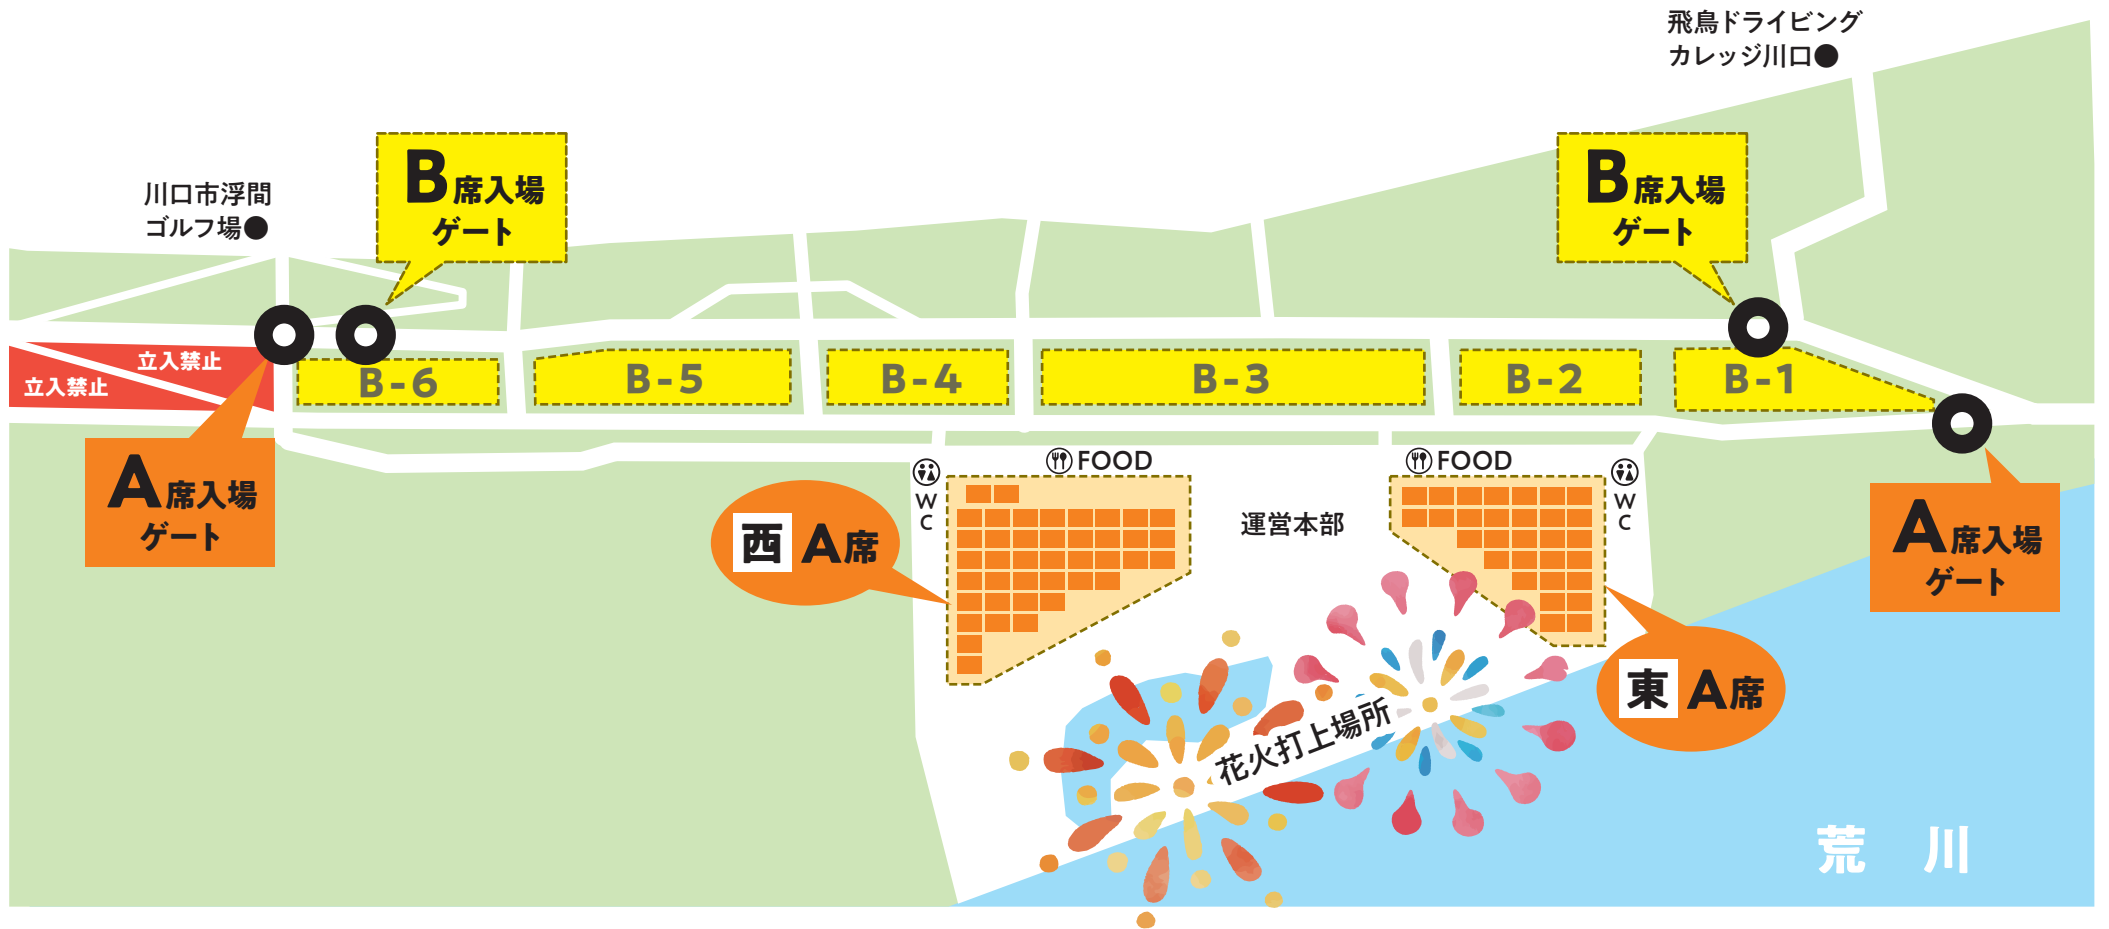 飛鳥ドライビング
カレッジ川口●
川口市浮間
ゴルフ場●
B席入場
ゲート
B席入場
ゲート
立入禁止
立入禁止
B-6
B-5
B-4
B-3
B-2
B-1
A席入場
ゲート
FOOD
FOOD
WC
WC
西 A席
運営本部
A席入場
ゲート
東 A席
花火打上場所
荒川